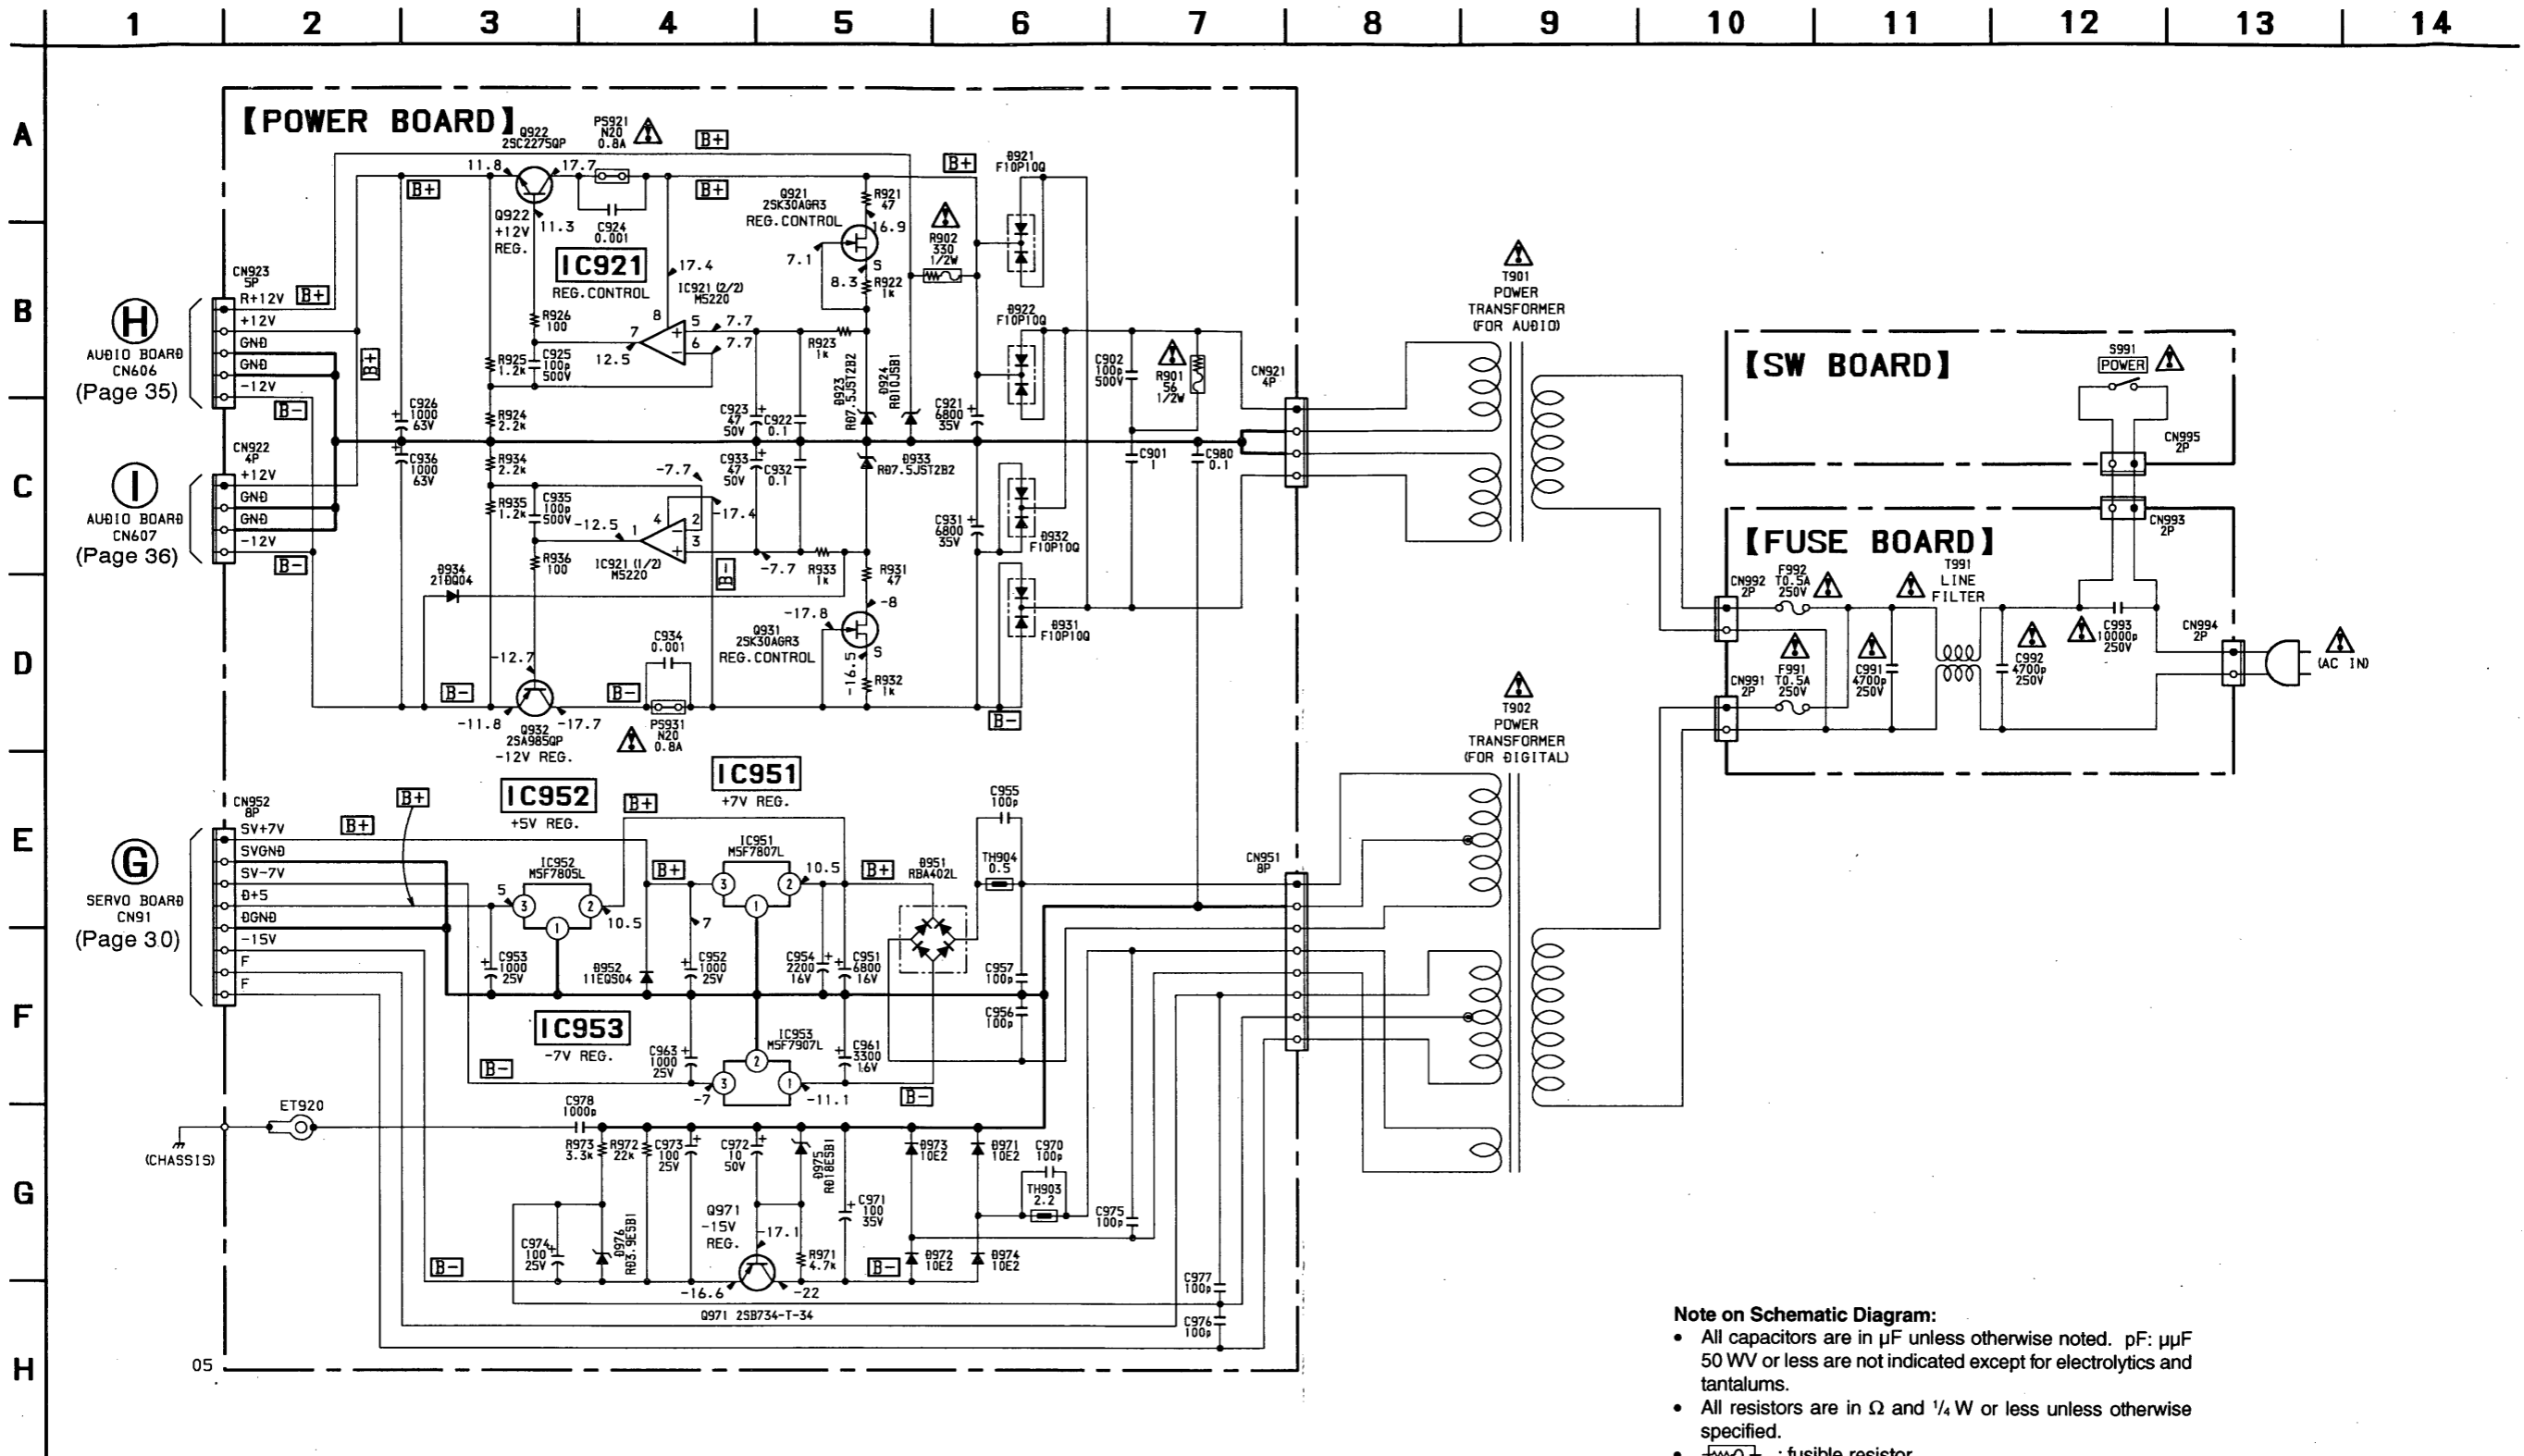 1 2 3 4 5 6 7 8 9 10 11 12 13 14
A
B
C
D
E
F
G
H
【POWER BOARD】
Q922
2SC2275QP
PS921
N20
0.8A
B+
11.8
17.7
B+
B+
B+
Q922
+12V
REG.
11.3
C924
0.001
Q921
2SK30AGR3
REG.CONTROL
R921
47
16.9
7.1
8.3
S
R922
1k
R902
330
1/2W
D921
F10P10Q
IC921
REG.CONTROL
17.4
IC921 (2/2)
M5220
8
5
6
7
7.7
7.7
12.5
R926
100
C925
100p
500V
R925
1.2k
R924
2.2k
R923
1k
D923
RD7.5JST2B2
D924
RD10JSB1
D922
F10P10Q
C902
100p
500V
R901
56
1/2W
CN921
4P
CN923
5P
R+12V
+12V
GND
GND
-12V
B+
B+
B-
H
AUDIO BOARD
CN606
(Page 35)
C926
1000
63V
C936
1000
63V
C923
47
50V
C922
0.1
C921
6800
35V
R934
2.2k
C933
47
50V
C932
0.1
D933
RD7.5JST2B2
C901
1
C980
0.1
CN922
4P
+12V
GND
GND
-12V
B-
I
AUDIO BOARD
CN607
(Page 36)
R935
1.2k
C935
100p
500V
-7.7
-17.4
-12.5
1
4
2
3
IC921 (1/2)
M5220
-7.7
R933
1k
C931
6800
35V
D932
F10P10Q
R936
100
D934
21DQ04
B-
R931
47
-8
-17.8
Q931
2SK30AGR3
REG.CONTROL
S
-16.5
R932
1k
D931
F10P10Q
C934
0.001
-12.7
B-
B-
B-
-11.8
-17.7
Q932
2SA985QP
-12V REG.
PS931
N20
0.8A
T901
POWER
TRANSFORMER
(FOR AUDIO)
T902
POWER
TRANSFORMER
(FOR DIGITAL)
【SW BOARD】
S991
POWER
CN995
2P
CN993
2P
【FUSE BOARD】
CN992
2P
F992
T0.5A
250V
T991
LINE
FILTER
F991
T0.5A
250V
CN991
2P
C991
4700p
250V
C992
4700p
250V
C993
10000p
250V
CN994
2P
(AC IN)
IC952
+5V REG.
IC951
+7V REG.
CN952
8P
SV+7V
SVGND
SV-7V
D+5
DGND
-15V
F
F
B+
B+
B+
G
SERVO BOARD
CN91
(Page 30)
IC952
M5F7805L
5
3
2
1
10.5
IC951
M5F7807L
3
2
1
10.5
B+
B+
7
D951
RBA402L
C955
100p
TH904
0.5
CN951
8P
C953
1000
25V
D952
11EQS04
C952
1000
25V
C954
2200
16V
C951
6800
16V
C957
100p
C956
100p
IC953
-7V REG.
IC953
M5F7907L
C963
1000
25V
C961
3300
16V
2
3
1
-7
-11.1
B-
B-
ET920
(CHASSIS)
C978
1000p
R973
3.3k
R972
22k
C973
100
25V
C972
10
50V
D975
RD18ESB1
D973
10E2
D971
10E2
C970
100p
TH903
2.2
C975
100p
C974
100
25V
D976
RD3.9ESB1
Q971
-15V
REG.
-17.1
C971
100
35V
R971
4.7k
D972
10E2
D974
10E2
B-
B-
-16.6
-22
Q971 2SB734-T-34
C977
100p
C976
100p
05
Note on Schematic Diagram:
• All capacitors are in µF unless otherwise noted. pF: µµF
50 WV or less are not indicated except for electrolytics and
tantalums.
• All resistors are in Ω and 1/4 W or less unless otherwise
specified.
• : fusible resistor